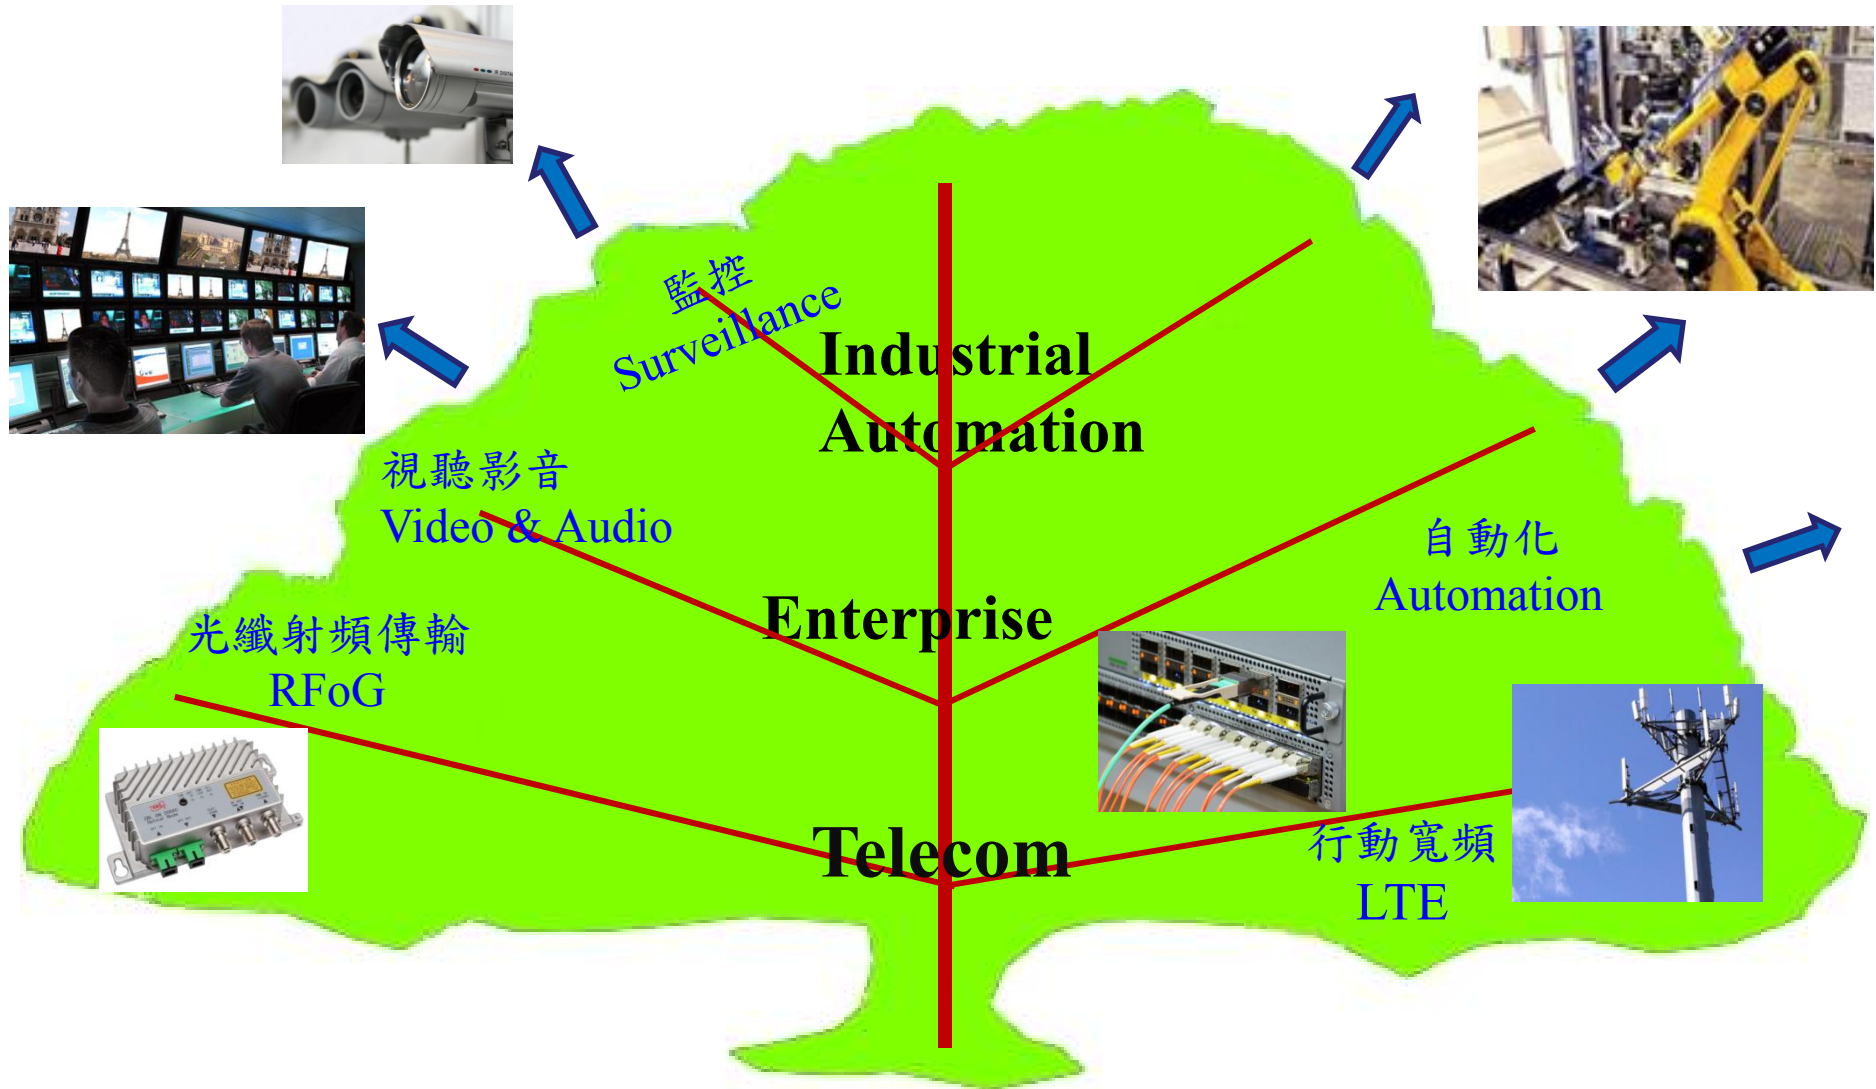 監控
Surveillance
Industrial
Automation
視聽影音
Video & Audio
自動化
Automation
Enterprise
光纖射頻傳輸
RFoG
Telecom
行動寬頻
LTE